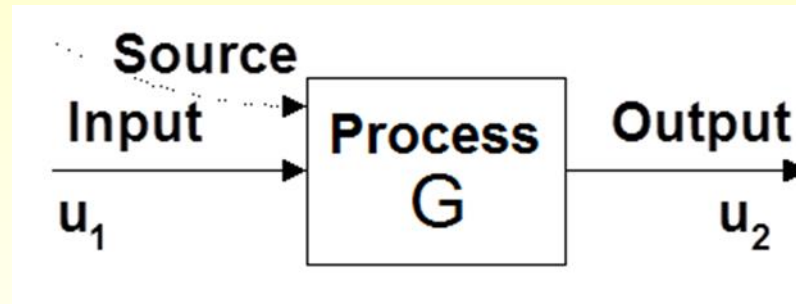 Source
Input
Process
Output
G
u₁
u₂